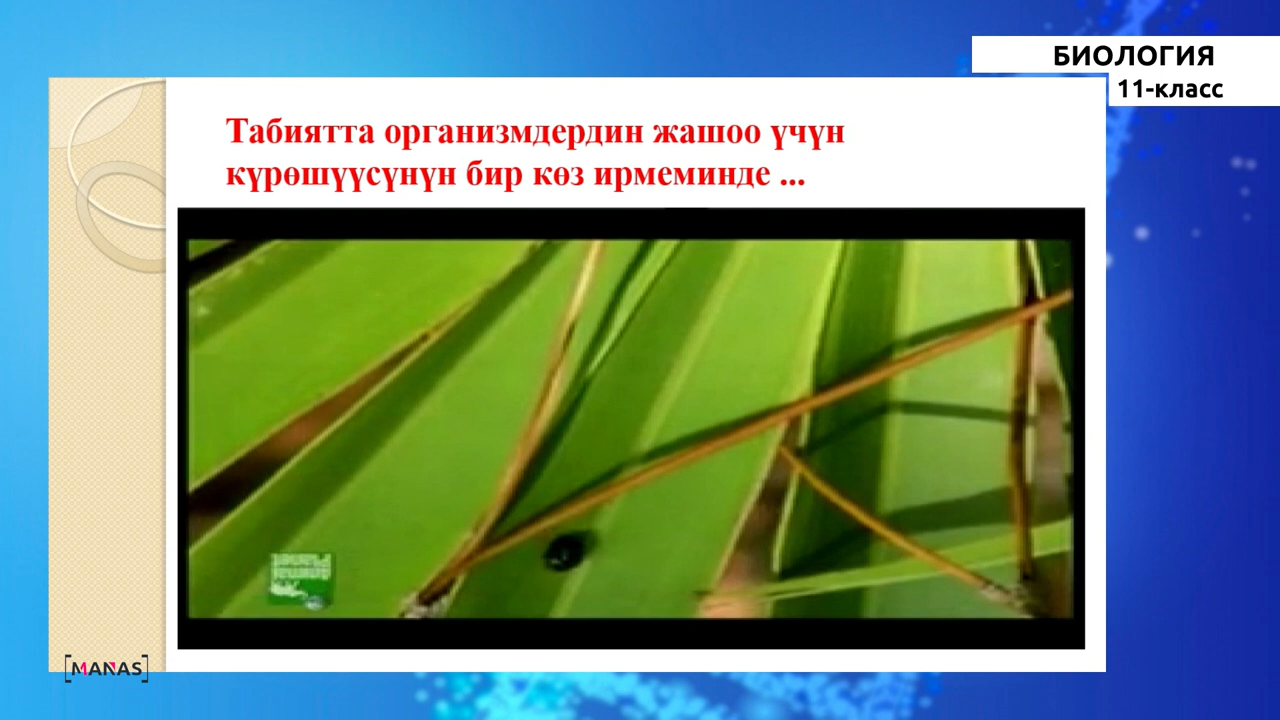 БИОЛОГИЯ
11-класс
Табиятта организмдердин жашоо үчүн
күрөшүүсүнүн бир көз ирмеминде ...
[MANAS]